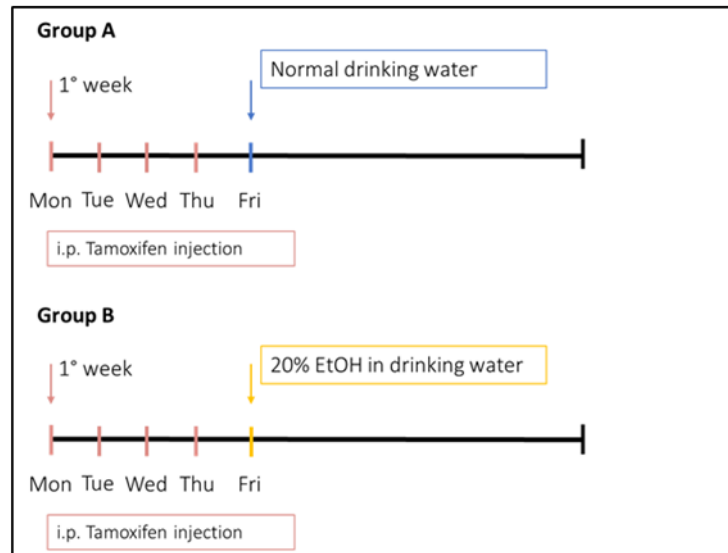 Group A
1° week
Normal drinking water
Mon Tue Wed Thu Fri
i.p. Tamoxifen injection
Group B
1° week
20% EtOH in drinking water
Mon Tue Wed Thu Fri
i.p. Tamoxifen injection